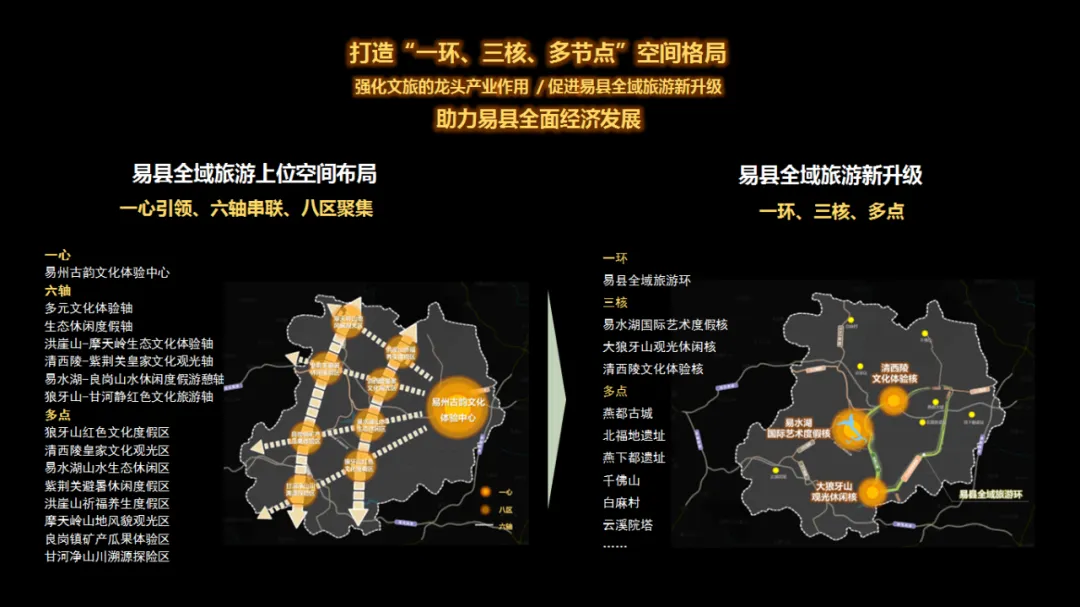 打造“一环、三核、多节点”空间格局
强化文旅的龙头产业作用 / 促进易县全域旅游新升级
助力易县全面经济发展
易县全域旅游上位空间布局
一心引领、六轴串联、八区聚集
一心
易州古韵文化体验中心
六轴
多元文化体验轴
生态休闲度假轴
洪崖山-摩天岭生态文化体验轴
清西陵-紫荆关皇家文化观光轴
易水湖-良岗山水休闲度假游憩轴
狼牙山-甘河静红色文化旅游轴
多点
狼牙山红色文化度假区
清西陵皇家文化观光区
易水湖山水生态休闲区
紫荆关避暑休闲度假区
洪崖山祈福养生度假区
摩天岭山地风貌观光区
良岗镇矿产瓜果体验区
甘河净山川溯源探险区
易州古韵文化
体验中心
一心
八区
六轴
易县全域旅游新升级
一环、三核、多点
一环
易县全域旅游环
三核
易水湖国际艺术度假核
大狼牙山观光休闲核
清西陵文化体验核
多点
燕都古城
北福地遗址
燕下都遗址
千佛山
白麻村
云溪院塔
......
清西陵
文化体验核
易水湖
国际艺术度假核
大狼牙山
观光休闲核
易县全域旅游环